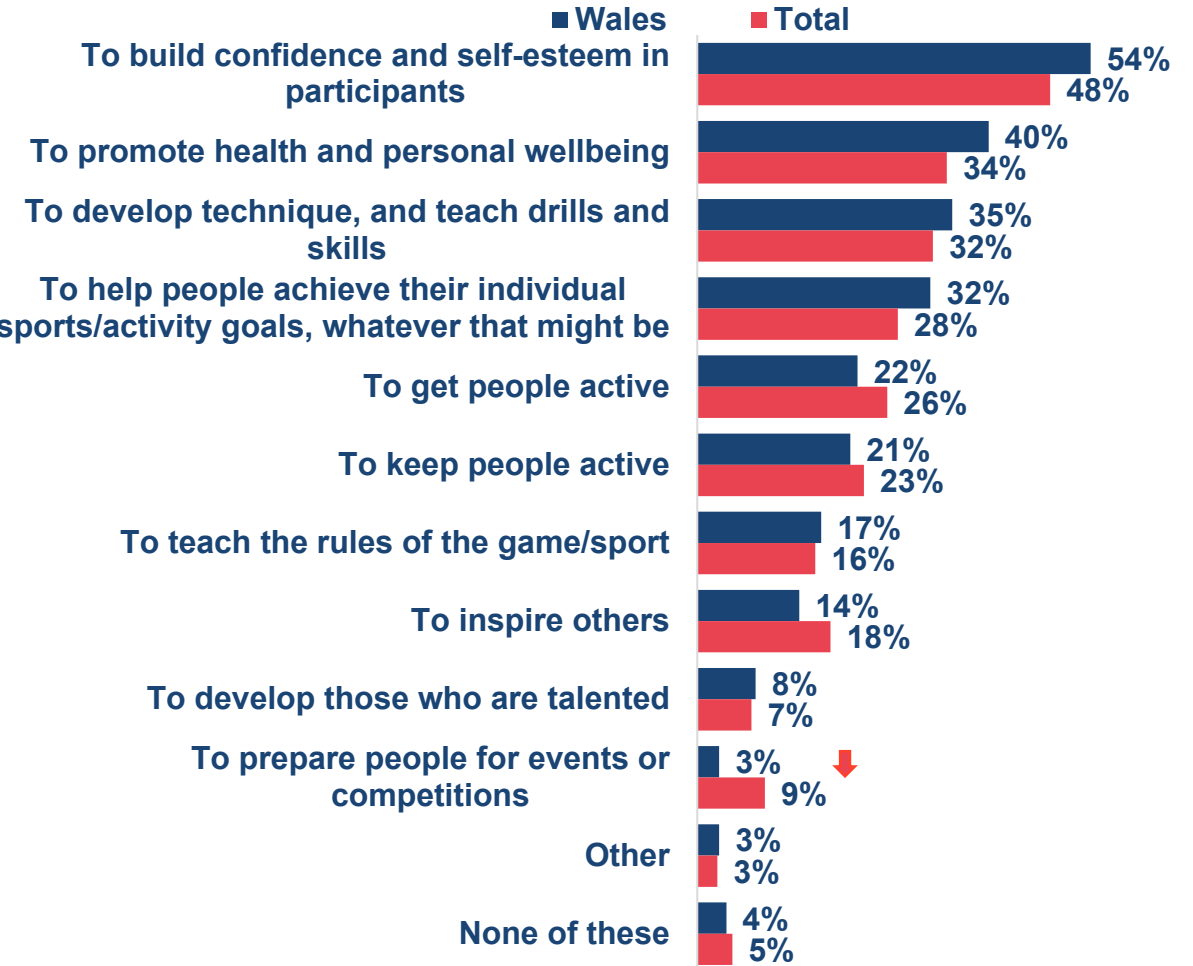 Wales Total
To build confidence and self-esteem in
participants
54%
48%
To promote health and personal wellbeing
40%
34%
To develop technique, and teach drills and
skills
35%
32%
To help people achieve their individual
sports/activity goals, whatever that might be
32%
28%
To get people active
22%
26%
To keep people active
21%
23%
To teach the rules of the game/sport
17%
16%
To inspire others
14%
18%
To develop those who are talented
8%
7%
To prepare people for events or
competitions
3%
9%
Other
3%
3%
None of these
4%
5%